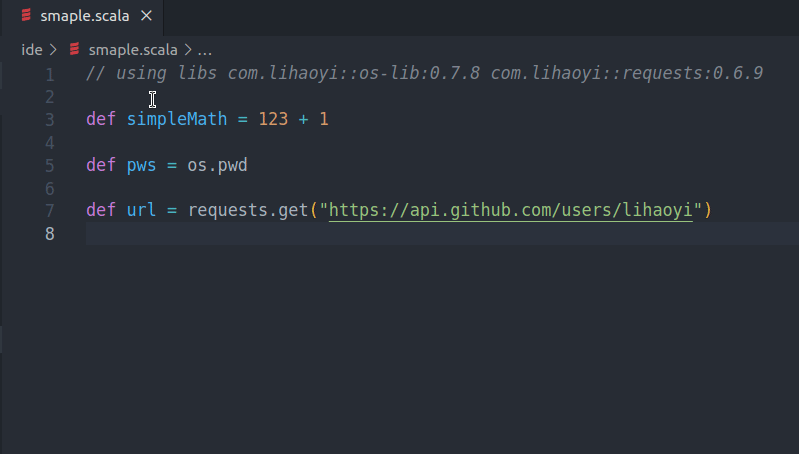 smaple.scala
ide > smaple.scala > ...
1 // using libs com.lihaoyi::os-lib:0.7.8 com.lihaoyi::requests:0.6.9
2
3 def simpleMath = 123 + 1
4
5 def pws = os.pwd
6
7 def url = requests.get("https://api.github.com/users/lihaoyi")
8